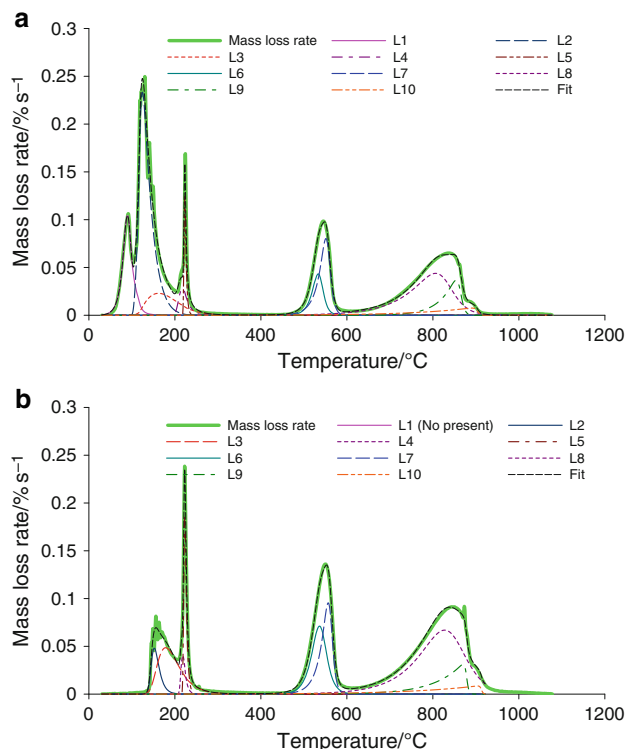 a
0.3
Mass loss rate L1 L2
L3 L4 L5
L6 L7 L8
L9 L10 Fit
0.25
0.2
0.15
0.1
0.05
0
Mass loss rate/% s⁻¹
0 200 400 600 800 1000 1200
Temperature/°C
b
0.3
Mass loss rate L1 (No present) L2
L3 L4 L5
L6 L7 L8
L9 L10 Fit
0.25
0.2
0.15
0.1
0.05
0
Mass loss rate/% s⁻¹
0 200 400 600 800 1000 1200
Temperature/°C